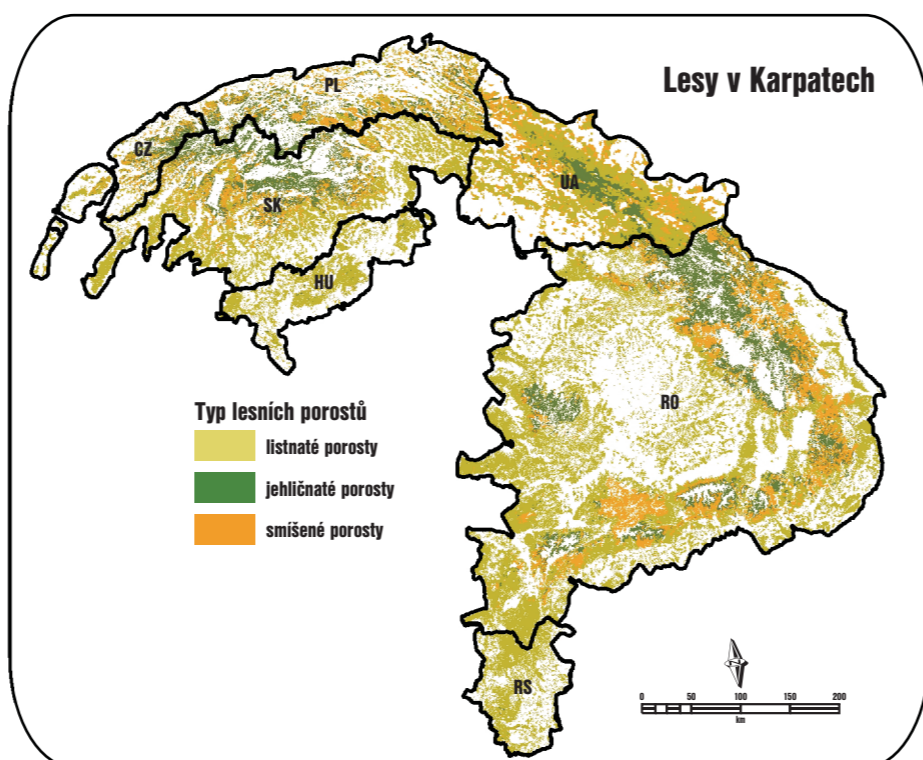 Lesy v Karpatech
PL
CZ
SK
UA
HU
RO
RS
Typ lesních porostů
listnaté porosty
jehličnaté porosty
smíšené porosty
0 50 100 150 200
km